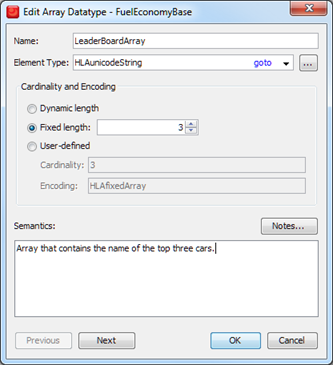 Edit Array Datatype - FuelEconomyBase
Name: LeaderBoardArray
Element Type: HLAunicodeString goto ...
Cardinality and Encoding
Dynamic length
Fixed length: 3
User-defined
Cardinality: 3
Encoding: HLAfixedArray
Semantics: Notes...
Array that contains the name of the top three cars.
Previous Next OK Cancel